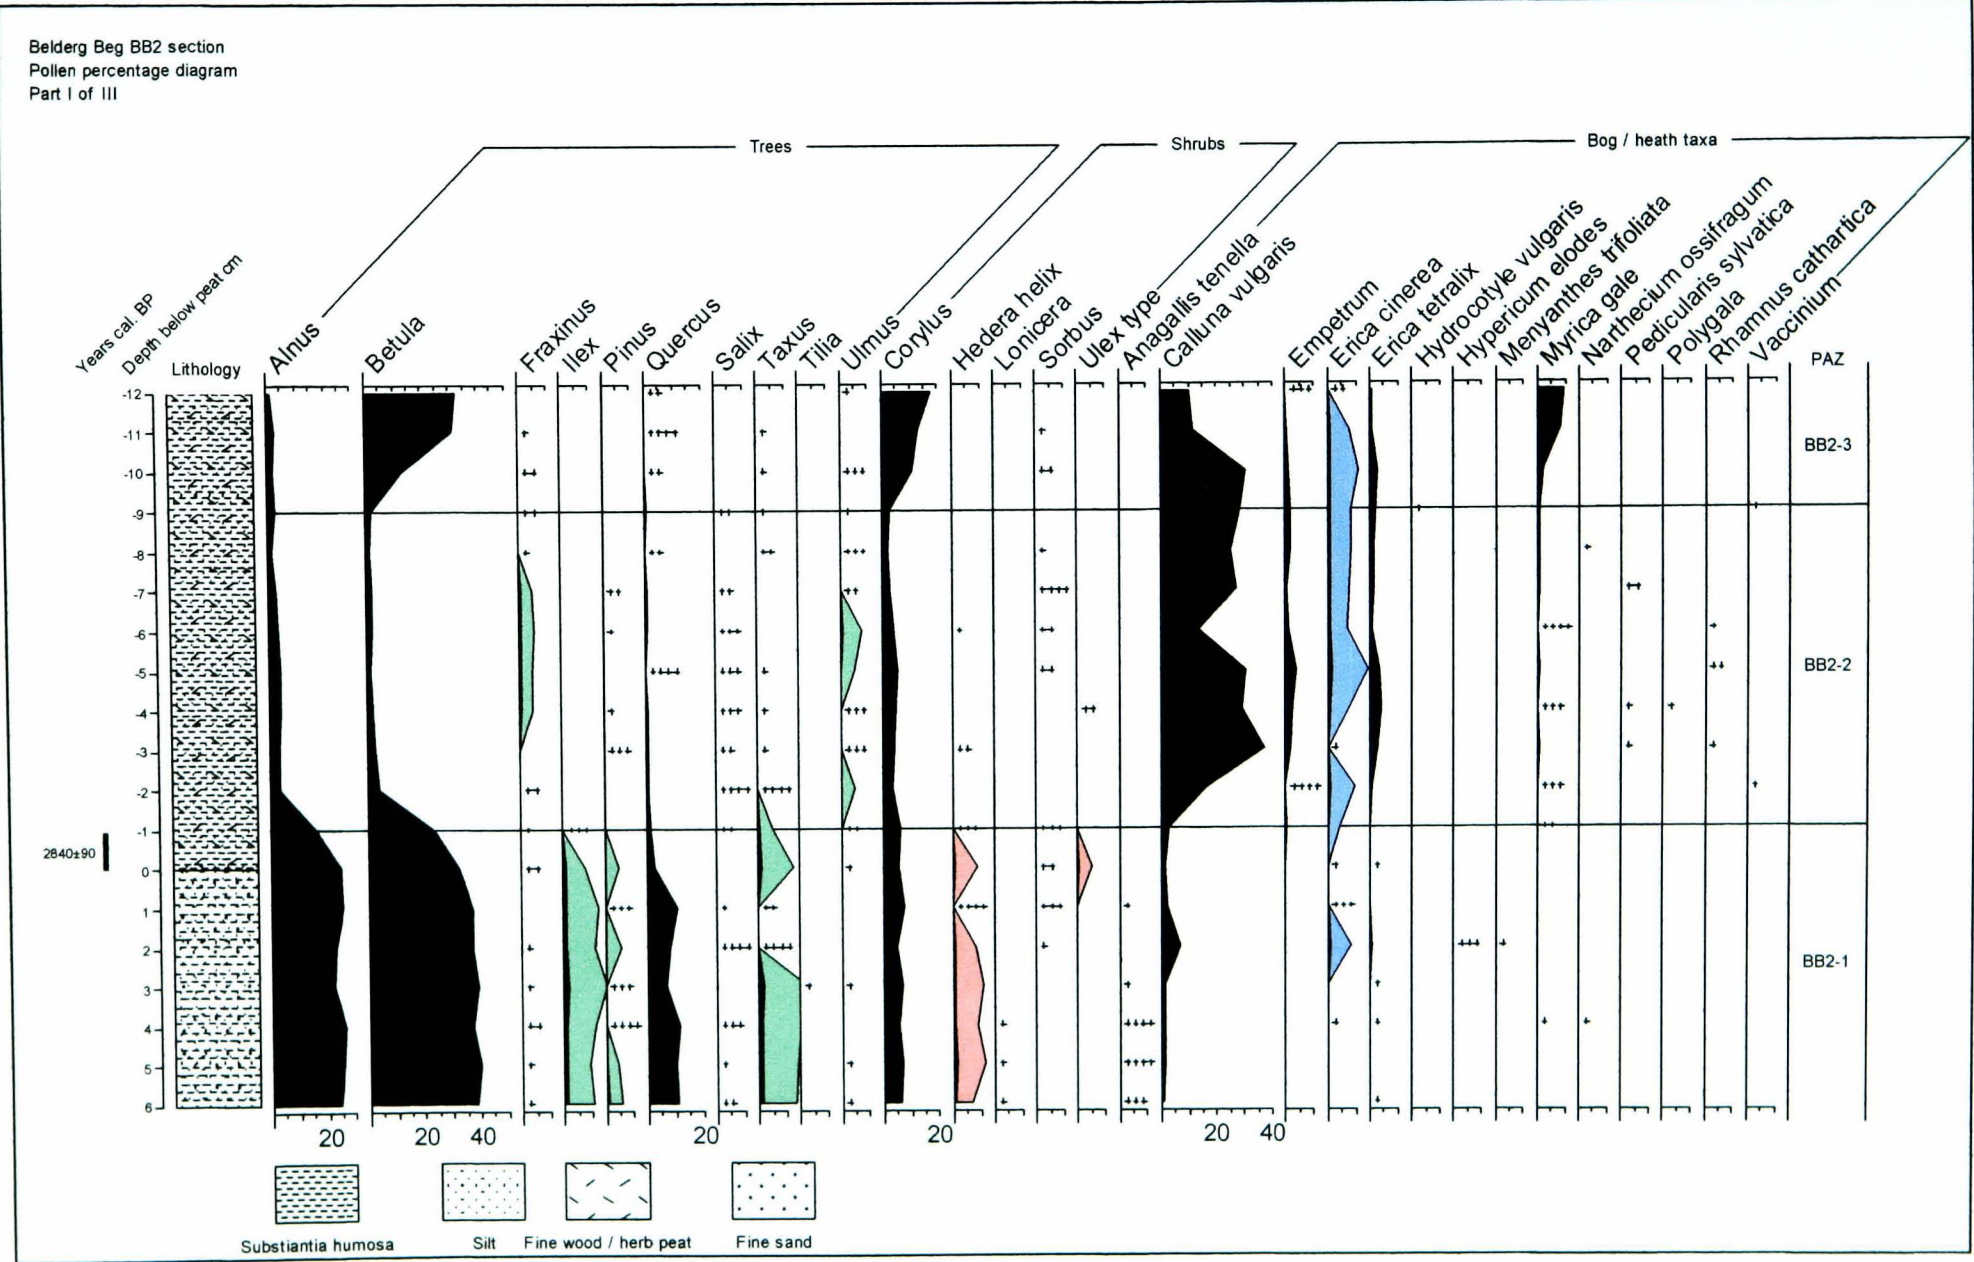 Belderg Beg BB2 section
Pollen percentage diagram
Part I of III
Trees
Shrubs
Bog / heath taxa
Years cal. BP
Depth below peat cm
Lithology
Alnus
Betula
Fraxinus
Ilex
Pinus
Quercus
Salix
Taxus
Tilia
Ulmus
Corylus
Hedera helix
Lonicera
Sorbus
Ulex type
Anagallis tenella
Calluna vulgaris
Empetrum
Erica cinerea
Erica tetralix
Hydrocotyle vulgaris
Hypericum elodes
Menyanthes trifoliata
Myrica gale
Narthecium ossifragum
Pedicularis sylvatica
Polygala
Rhamnus cathartica
Vaccinium
PAZ
-12
-11
-10
-9
-8
-7
-6
-5
-4
-3
-2
-1
0
1
2
3
4
5
6
2840±90
BB2-3
BB2-2
BB2-1
20 20 40 20 20 20 40
Substiantia humosa Silt Fine wood / herb peat Fine sand